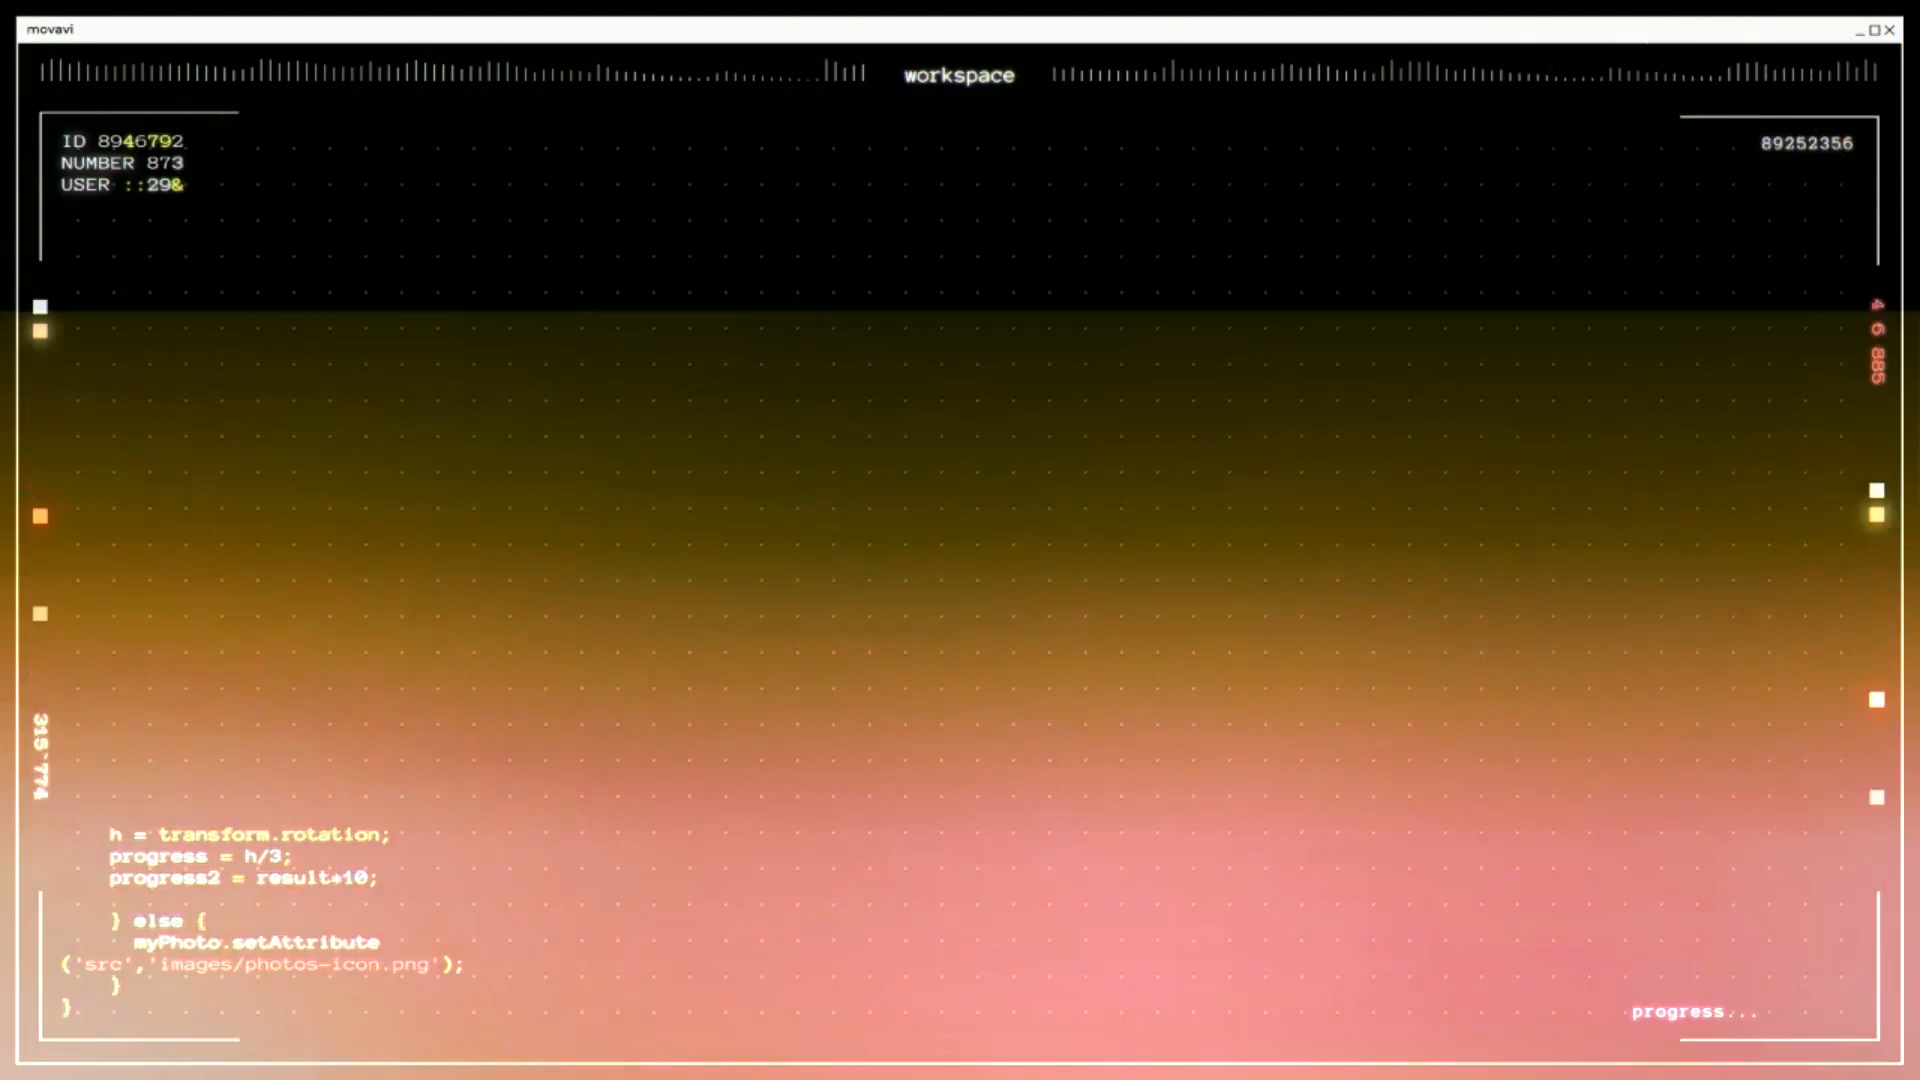 movavi
workspace
ID 8946792
NUMBER 873
USER ::29&
89252356
4 6 885
315°774
h = transform.rotation;
progress = h/3;
progress2 = result*10;
} else {
myPhoto.setAttribute
('src','images/photos-icon.png');
}
}
progress...